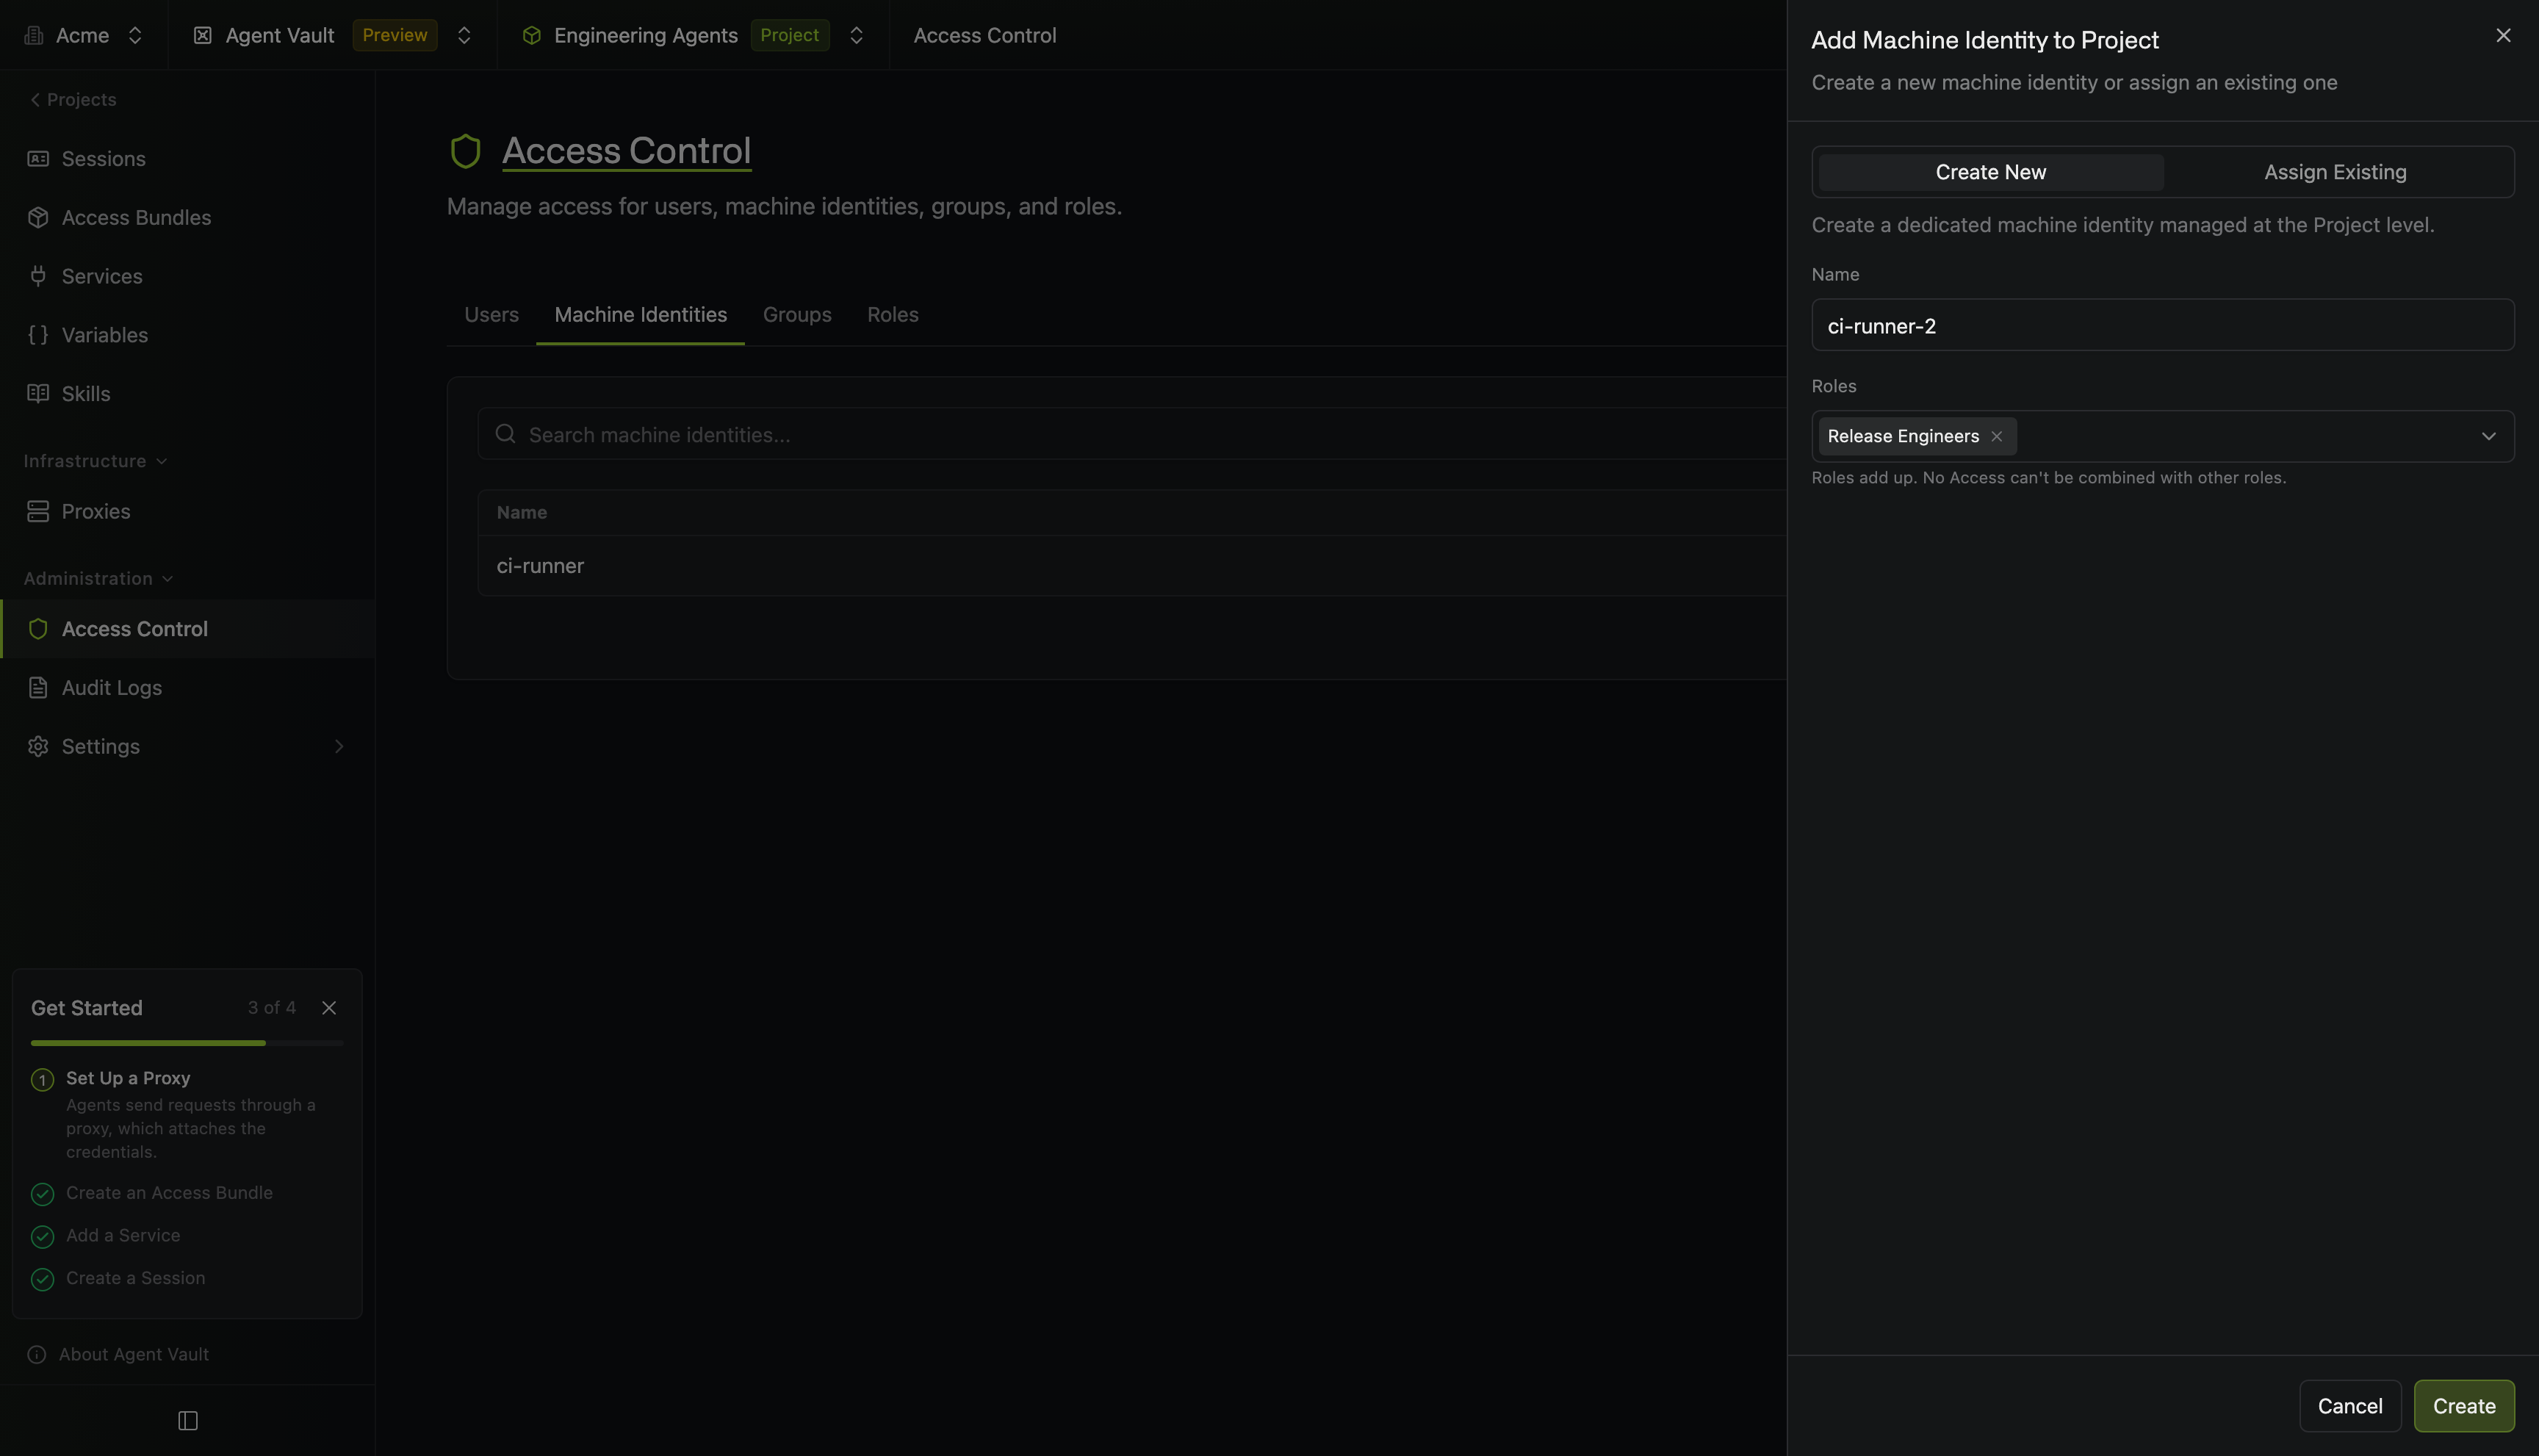 Acme
Agent Vault Preview
Engineering Agents Project
Access Control
Projects
Sessions
Access Bundles
Services
Variables
Skills
Infrastructure
Proxies
Administration
Access Control
Audit Logs
Settings
Get Started 3 of 4
1 Set Up a Proxy
Agents send requests through a
proxy, which attaches the
credentials.
Create an Access Bundle
Add a Service
Create a Session
About Agent Vault
Access Control
Manage access for users, machine identities, groups, and roles.
Users Machine Identities Groups Roles
Search machine identities...
Name
ci-runner
Add Machine Identity to Project
Create a new machine identity or assign an existing one
Create New Assign Existing
Create a dedicated machine identity managed at the Project level.
Name
ci-runner-2
Roles
Release Engineers
Roles add up. No Access can't be combined with other roles.
Cancel Create